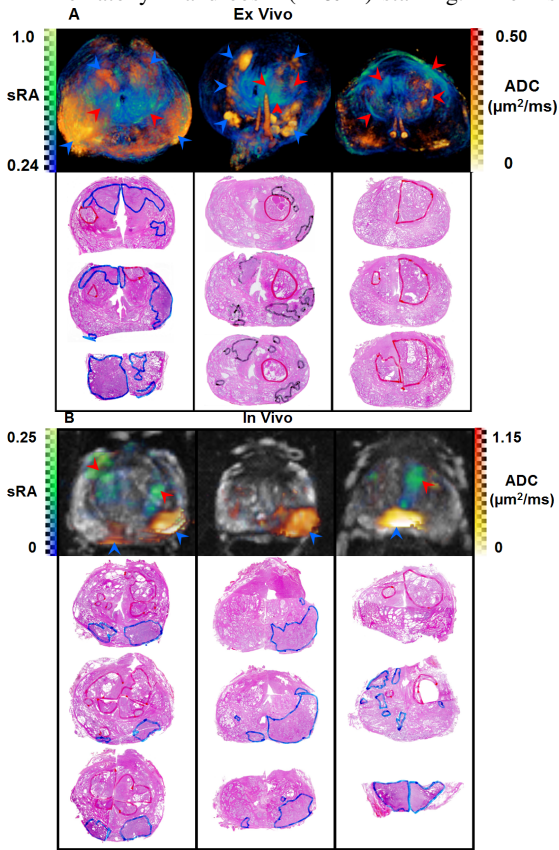 A
Ex Vivo
1.0
sRA
0.24
0.50
ADC
(µm²/ms)
0
B
In Vivo
0.25
sRA
0
1.15
ADC
(µm²/ms)
0